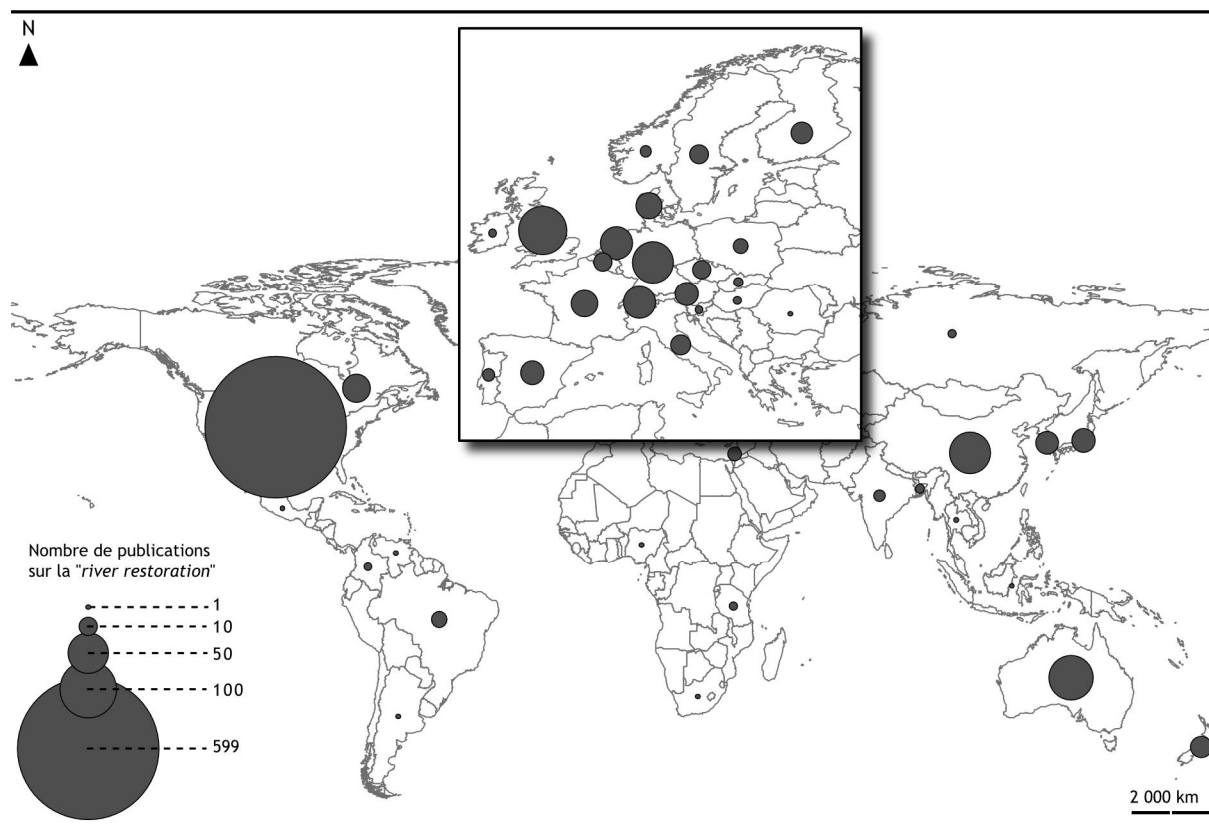 N
Nombre de publications
sur la "river restoration"
1
10
50
100
599
2 000 km